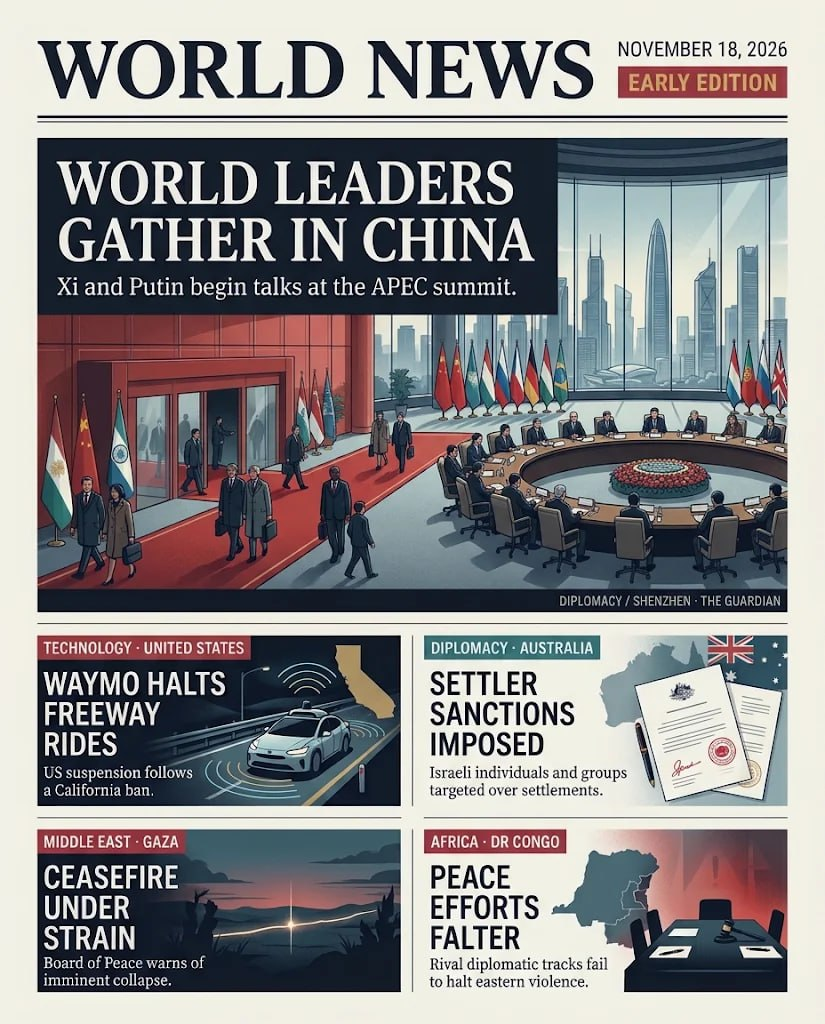 WORLD NEWS
NOVEMBER 18, 2026
EARLY EDITION
WORLD LEADERS
GATHER IN CHINA
Xi and Putin begin talks at the APEC summit.
DIPLOMACY / SHENZHEN · THE GUARDIAN
TECHNOLOGY · UNITED STATES
WAYMO HALTS
FREEWAY
RIDES
US suspension follows
a California ban.
DIPLOMACY · AUSTRALIA
SETTLER
SANCTIONS
IMPOSED
Israeli individuals and groups
targeted over settlements.
MIDDLE EAST · GAZA
CEASEFIRE
UNDER
STRAIN
Board of Peace warns of
imminent collapse.
AFRICA · DR CONGO
PEACE
EFFORTS
FALTER
Rival diplomatic tracks fail
to halt eastern violence.